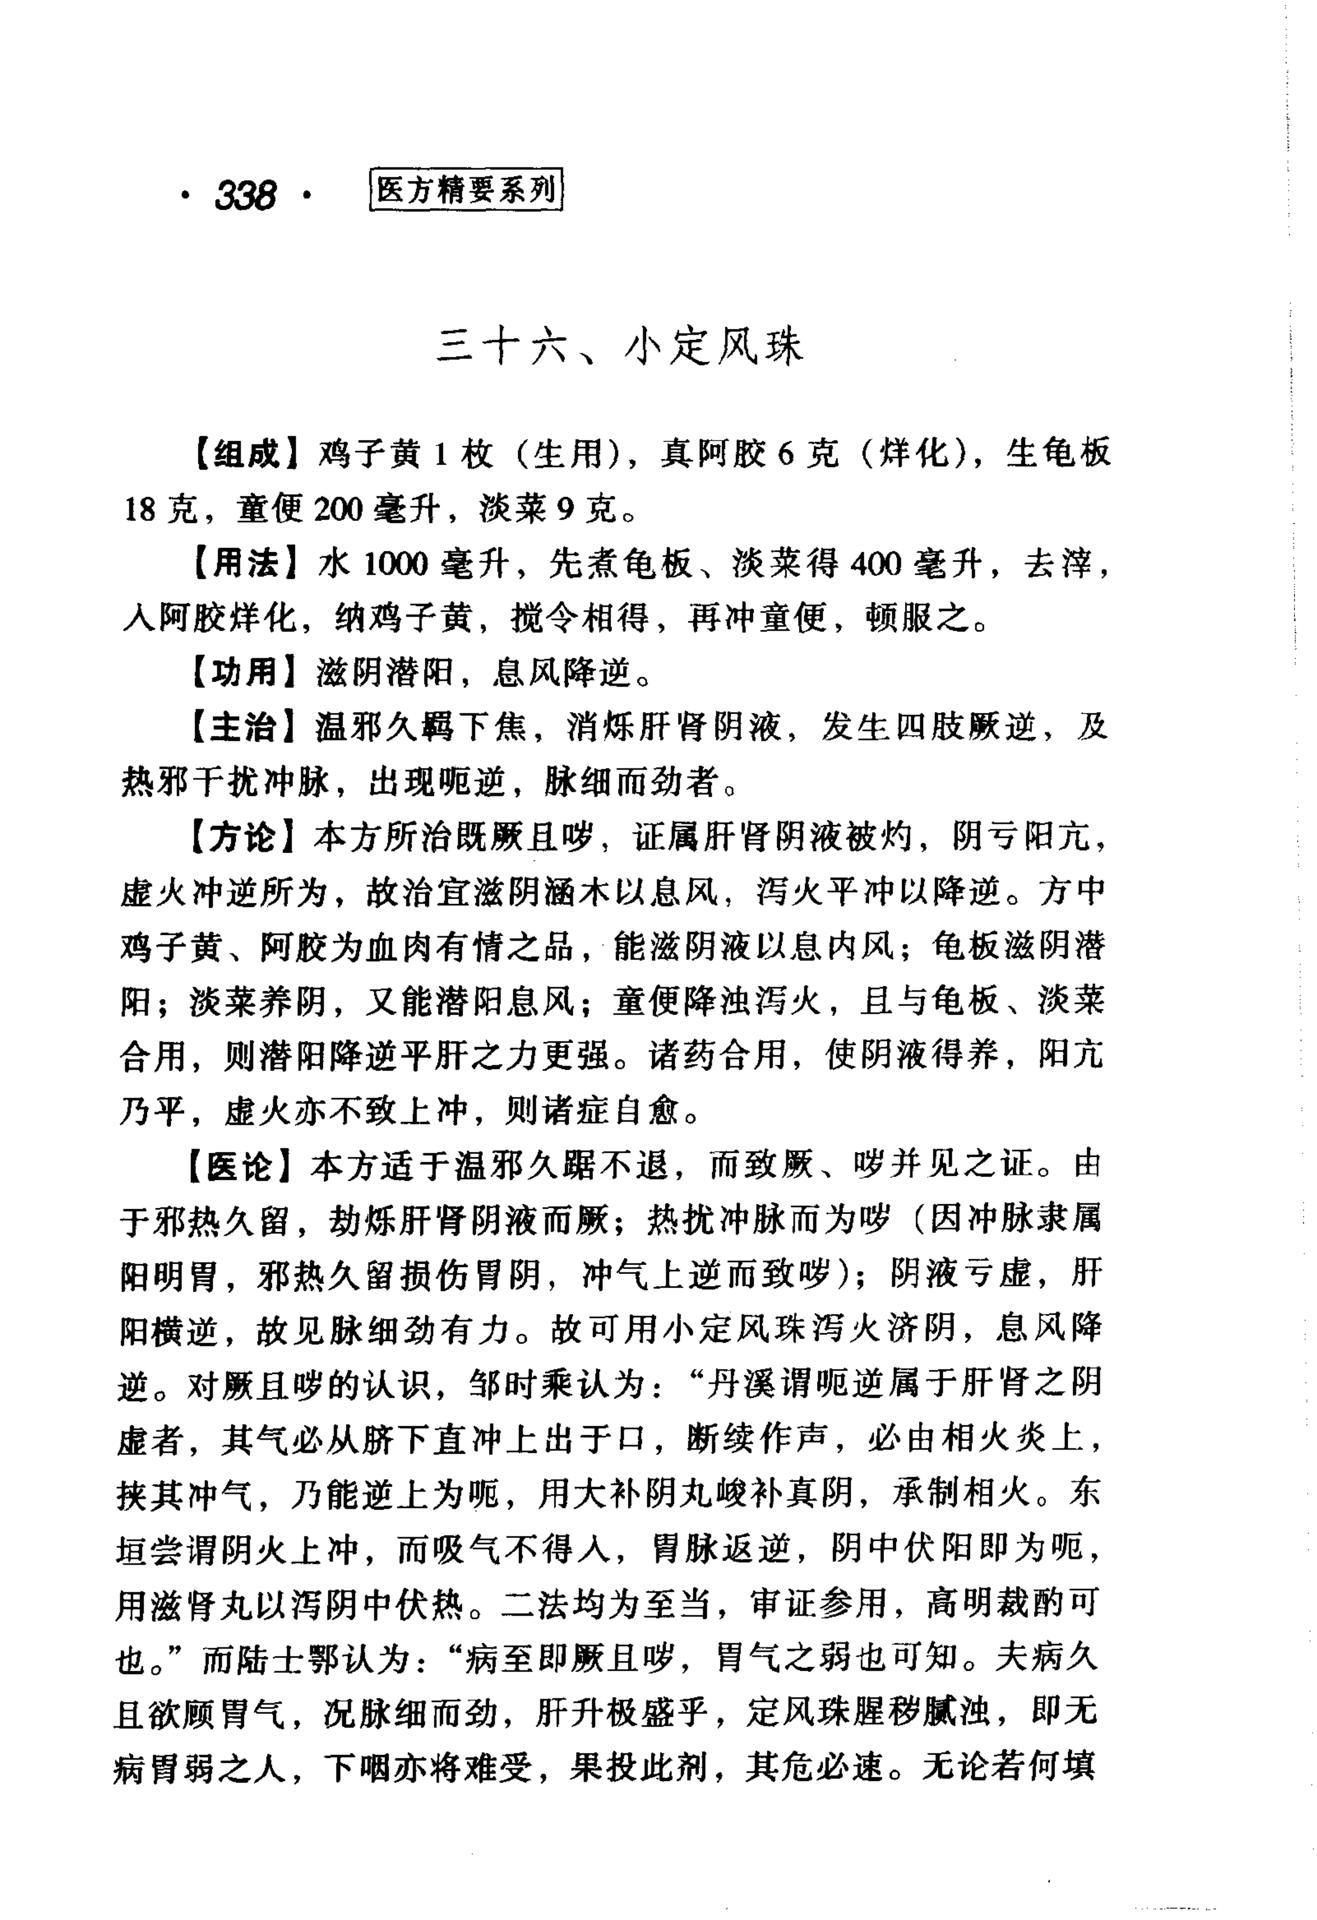 ·338· 医方精要系列
三十六、小定风珠
【组成】鸡子黄1枚（生用），真阿胶6克（烊化），生龟板
18克，童便200毫升，淡菜9克。
【用法】水1000毫升，先煮龟板、淡菜得400毫升，去滓，
入阿胶烊化，纳鸡子黄，搅令相得，再冲童便，顿服之。
【功用】滋阴潜阳，息风降逆。
【主治】温邪久羁下焦，消烁肝肾阴液，发生四肢厥逆，及
热邪干扰冲脉，出现呃逆，脉细而劲者。
【方论】本方所治既厥且哕，证属肝肾阴液被灼，阴亏阳亢，
虚火冲逆所为，故治宜滋阴涵木以息风，泻火平冲以降逆。方中
鸡子黄、阿胶为血肉有情之品，能滋阴液以息内风；龟板滋阴潜
阳；淡菜养阴，又能潜阳息风；童便降浊泻火，且与龟板、淡菜
合用，则潜阳降逆平肝之力更强。诸药合用，使阴液得养，阳亢
乃平，虚火亦不致上冲，则诸症自愈。
【医论】本方适于温邪久踞不退，而致厥、哕并见之证。由
于邪热久留，劫烁肝肾阴液而厥；热扰冲脉而为哕（因冲脉隶属
阳明胃，邪热久留损伤胃阴，冲气上逆而致哕）；阴液亏虚，肝
阳横逆，故见脉细劲有力。故可用小定风珠泻火济阴，息风降
逆。对厥且哕的认识，邹时乘认为：“丹溪谓呃逆属于肝肾之阴
虚者，其气必从脐下直冲上出于口，断续作声，必由相火炎上，
挟其冲气，乃能逆上为呃，用大补阴丸峻补真阴，承制相火。东
垣尝谓阴火上冲，而吸气不得入，胃脉返逆，阴中伏阳即为呃，
用滋肾丸以泻阴中伏热。二法均为至当，审证参用，高明裁酌可
也。”而陆士鄂认为：“病至即厥且哕，胃气之弱也可知。夫病久
且欲顾胃气，况脉细而劲，肝升极盛乎，定风珠腥秽腻浊，即无
病胃弱之人，下咽亦将难受，果投此剂，其危必速。无论若何填